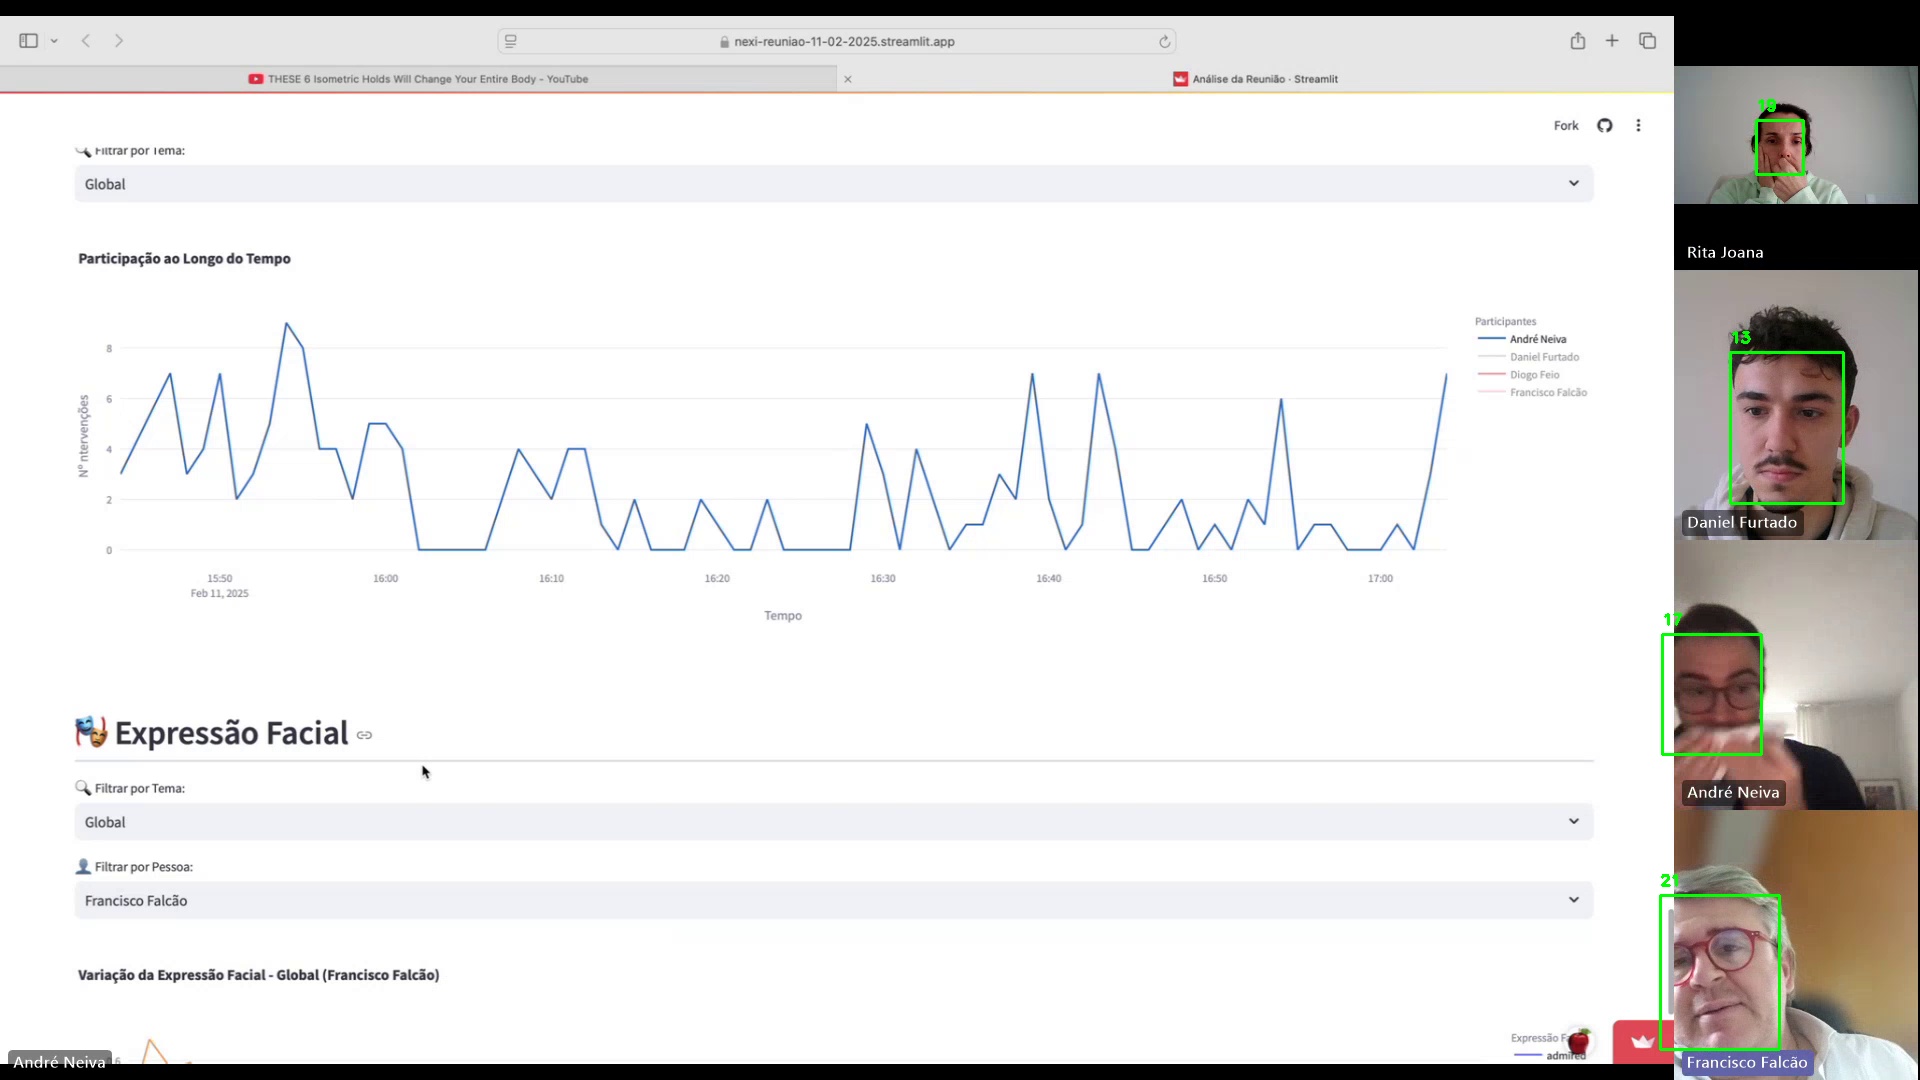 nexi-reuniao-11-02-2025.streamlit.app
THESE 6 Isometric Holds Will Change Your Entire Body - YouTube
Análise da Reunião · Streamlit
Fork
Filtrar por Tema:
Global
Participação ao Longo do Tempo
Nº ntervenções
8
6
4
2
0
15:50
Feb 11, 2025
16:00
16:10
16:20
16:30
16:40
16:50
17:00
Tempo
Participantes
André Neiva
Daniel Furtado
Diogo Feio
Francisco Falcão
Expressão Facial
Filtrar por Tema:
Global
Filtrar por Pessoa:
Francisco Falcão
Variação da Expressão Facial - Global (Francisco Falcão)
Expressão
admired
André Neiva
19
Rita Joana
13
Daniel Furtado
17
André Neiva
21
Francisco Falcão